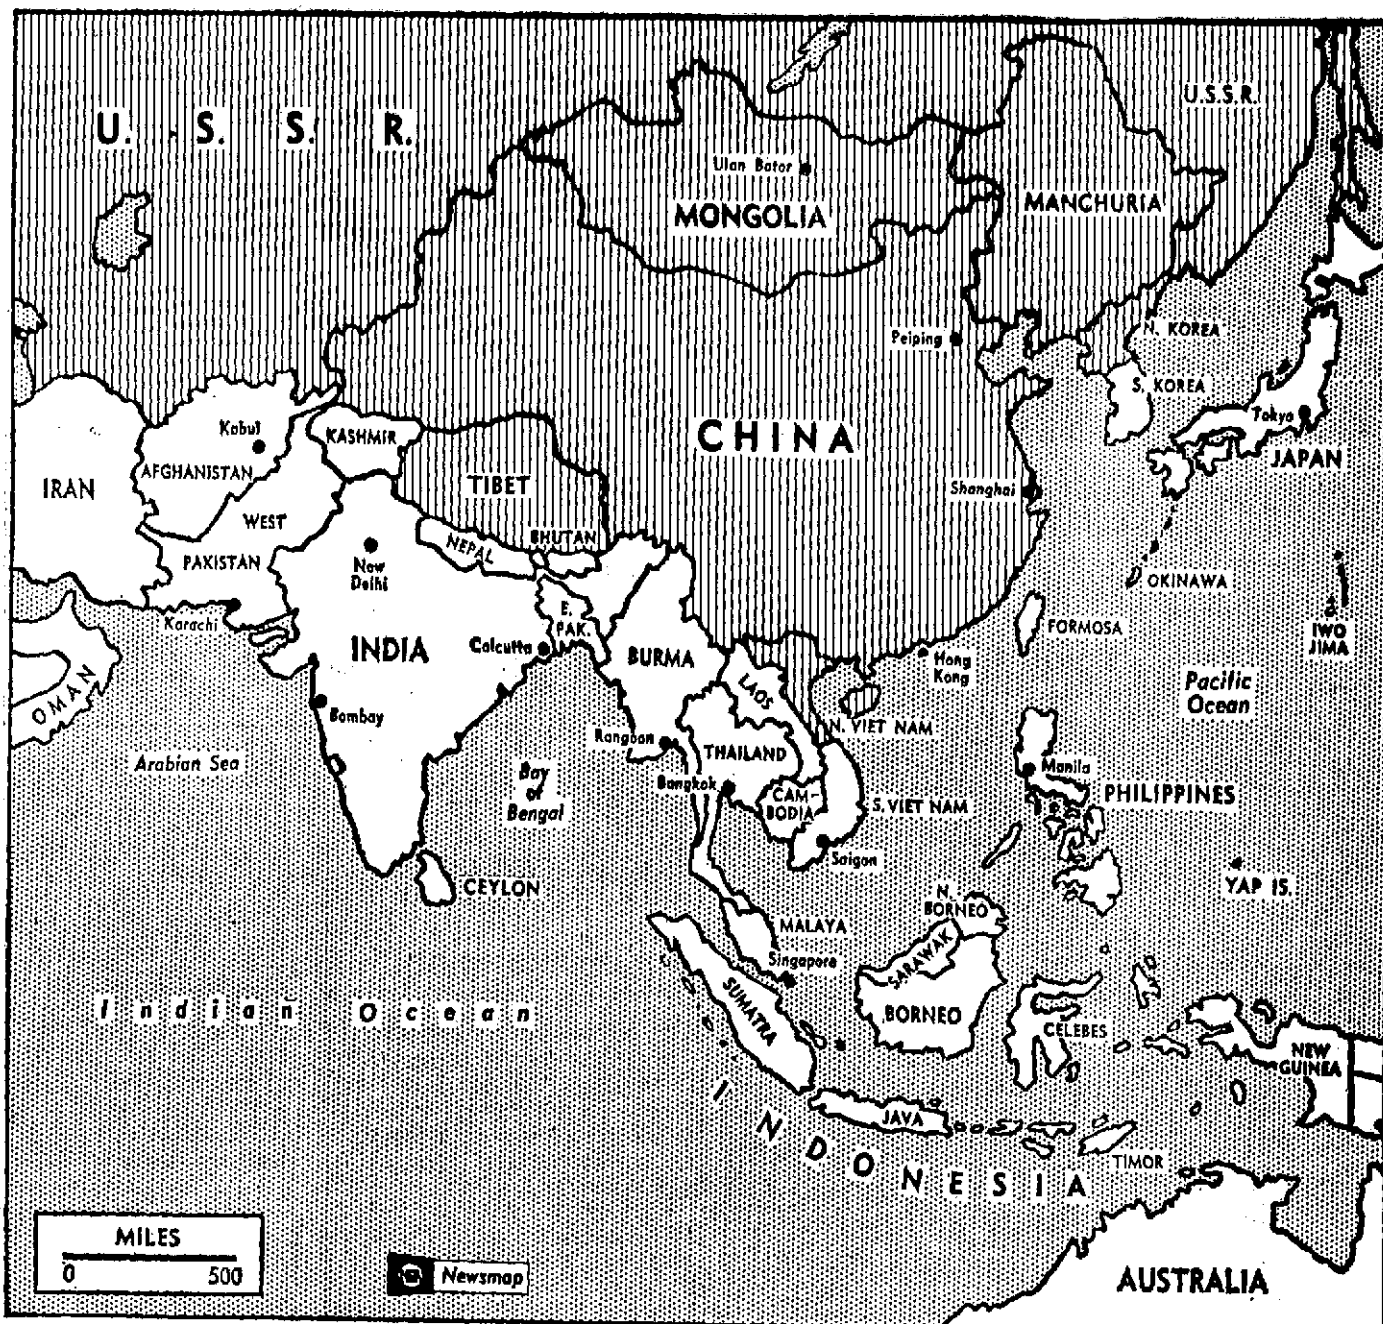 U.S.S.R.
U. S. S. R.
Ulan Bator
MONGOLIA
MANCHURIA
N. KOREA
Peiping
S. KOREA
Tokyo
JAPAN
Kabul
KASHMIR
CHINA
AFGHANISTAN
IRAN
TIBET
Shanghai
WEST
PAKISTAN
NEPAL
BHUTAN
New
Delhi
OKINAWA
Karachi
E.
PAK.
FORMOSA
IWO
JIMA
INDIA
Calcutta
BURMA
Hong
Kong
OMAN
LAOS
Pacific
Ocean
Bombay
N. VIET NAM
Rangoon
THAILAND
Arabian Sea
Manila
Bay
of
Bengal
Bangkok
CAM-
BODIA
S. VIET NAM
PHILIPPINES
Saigon
CEYLON
YAP IS.
N.
BORNEO
MALAYA
SARAWAK
Singapore
SUMATRA
Indian Ocean
BORNEO
CELEBES
NEW
GUINEA
JAVA
INDONESIA
TIMOR
MILES
0 500
Newsmap
AUSTRALIA